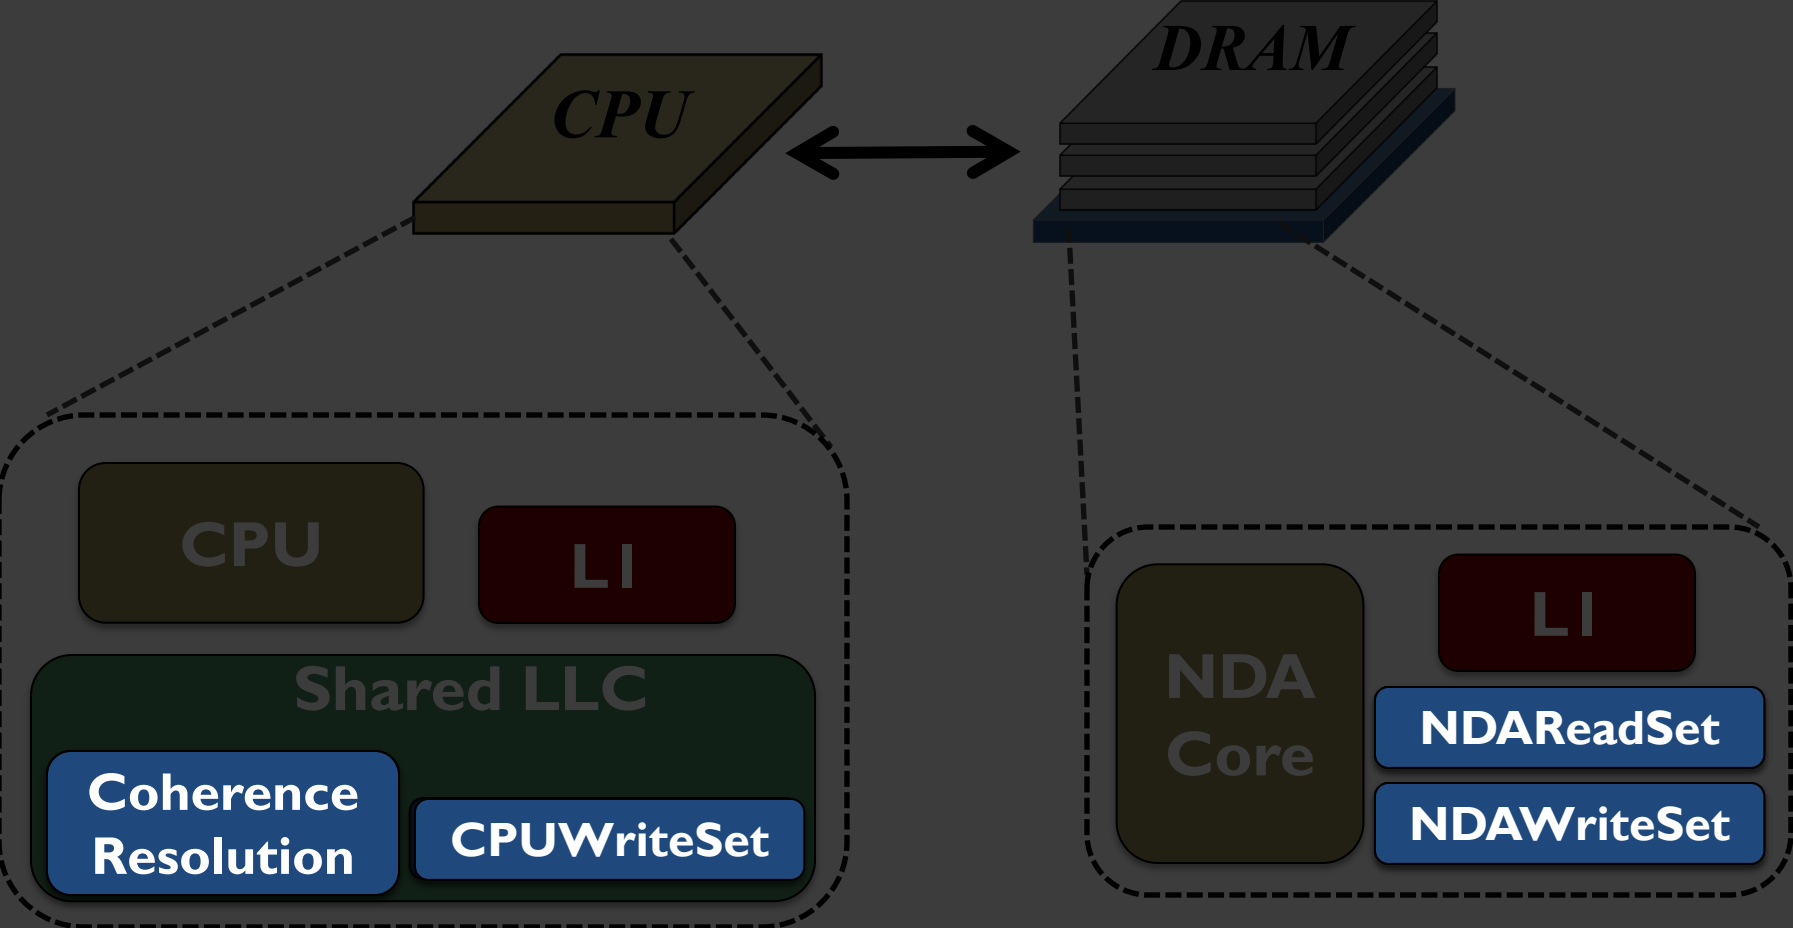 CPU
DRAM
CPU
L1
Shared LLC
Coherence
Resolution
CPUWriteSet
NDA
Core
L1
NDAReadSet
NDAWriteSet